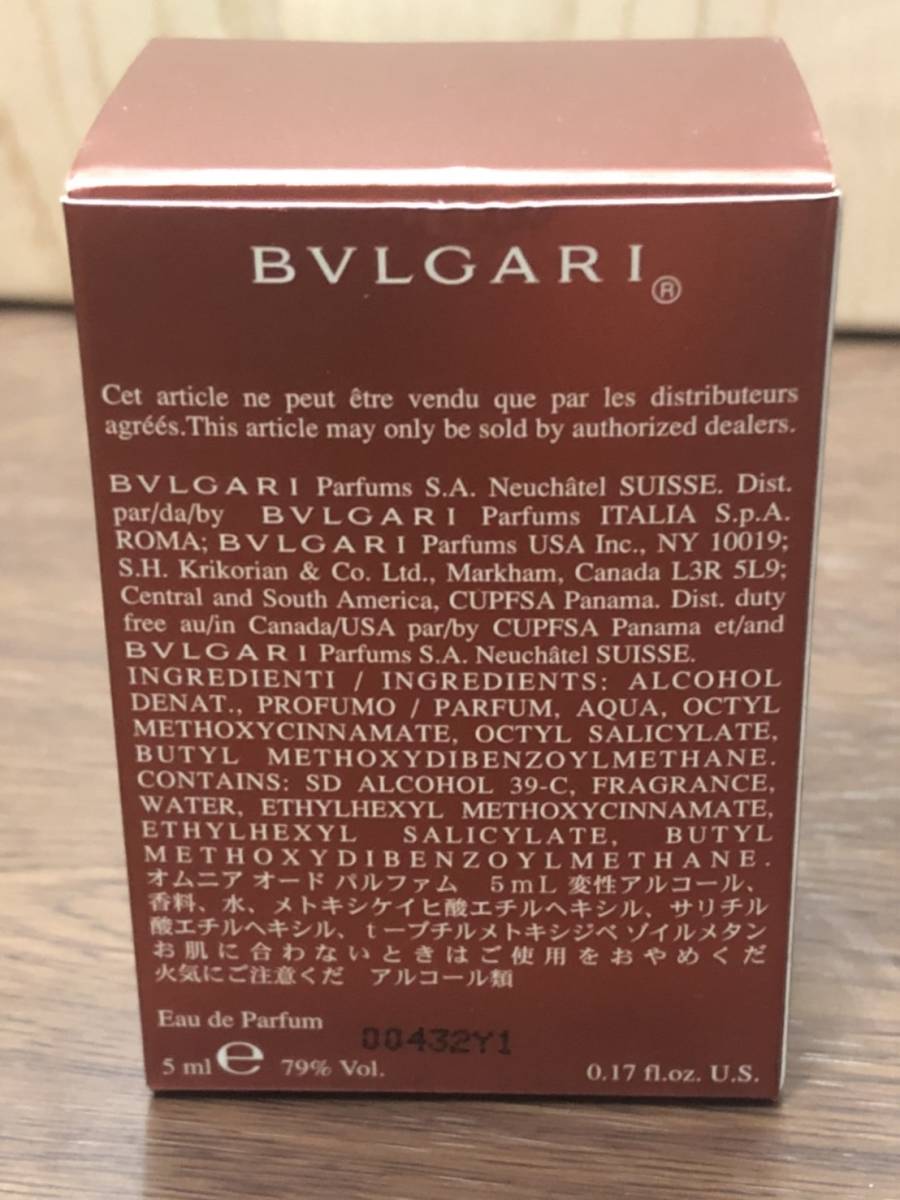 BVLGARI®
Cet article ne peut être vendu que par les distributeurs
agréés.This article may only be sold by authorized dealers.
BVLGARI Parfums S.A. Neuchâtel SUISSE. Dist.
par/da/by BVLGARI Parfums ITALIA S.p.A.
ROMA; BVLGARI Parfums USA Inc., NY 10019;
S.H. Krikorian & Co. Ltd., Markham, Canada L3R 5L9;
Central and South America, CUPFSA Panama. Dist. duty
free au/in Canada/USA par/by CUPFSA Panama et/and
BVLGARI Parfums S.A. Neuchâtel SUISSE.
INGREDIENTI / INGREDIENTS: ALCOHOL
DENAT., PROFUMO / PARFUM, AQUA, OCTYL
METHOXYCINNAMATE, OCTYL SALICYLATE,
BUTYL METHOXYDIBENZOYLMETHANE.
CONTAINS: SD ALCOHOL 39-C, FRAGRANCE,
WATER, ETHYLHEXYL METHOXYCINNAMATE,
ETHYLHEXYL SALICYLATE, BUTYL
METHOXYDIBENZOYLMETHANE.
オムニア オード パルファム 5mL 変性アルコール、
香料、水、メトキシケイヒ酸エチルヘキシル、サリチル
酸エチルヘキシル、tーブチルメトキシジベ ゾイルメタン
お肌に合わないときはご使用をおやめくだ
火気にご注意くだ アルコール類
Eau de Parfum
00432Y1
5 ml ℮ 79% Vol. 0.17 fl.oz. U.S.